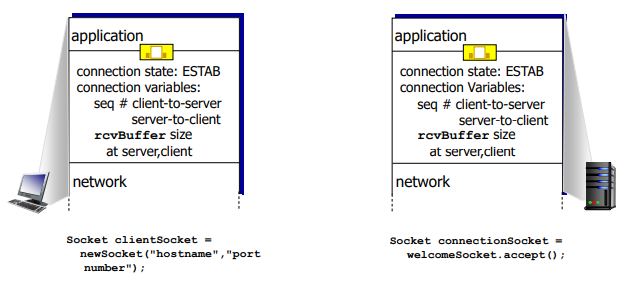 application
connection state: ESTAB
connection variables:
seq # client-to-server
server-to-client
rcvBuffer size
at server,client
network
Socket clientSocket =
newSocket("hostname","port
number");
application
connection state: ESTAB
connection Variables:
seq # client-to-server
server-to-client
rcvBuffer size
at server,client
network
Socket connectionSocket =
welcomeSocket.accept();